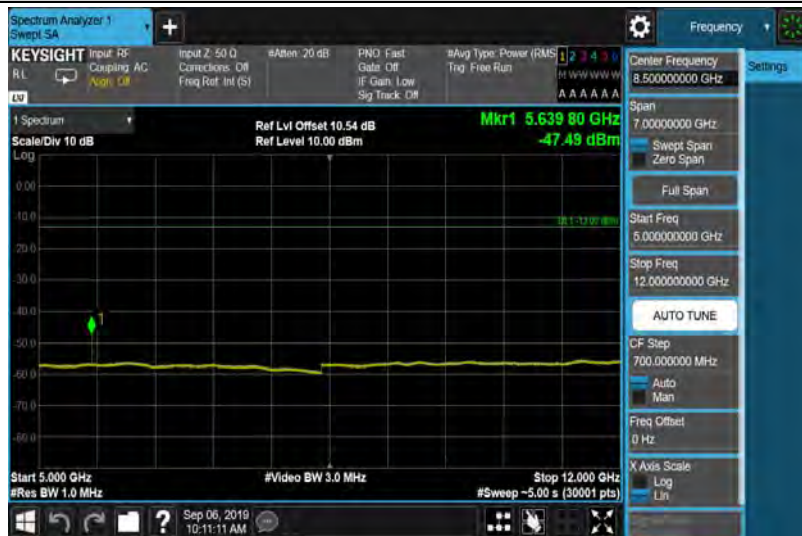 Spectrum Analyzer 1
Swept SA
+
Frequency
KEYSIGHT
RL
LXI
Input: RF
Coupling: AC
Align: Off
Input Z: 50 Ω
Corrections: Off
Freq Ref: Int (S)
#Atten: 20 dB
PNO: Fast
Gate: Off
IF Gain: Low
Sig Track: Off
#Avg Type: Power (RMS
Trig: Free Run
1 2 3 4 5 6
M W W W W W
A A A A A A
1 Spectrum
Scale/Div 10 dB
Log
Ref Lvl Offset 10.54 dB
Ref Level 10.00 dBm
Mkr1 5.639 80 GHz
-47.49 dBm
0.00
-10.0
DL1 -13.00 dBm
-20.0
-30.0
-40.0
1
-50.0
-60.0
-70.0
-80.0
Start 5.000 GHz
#Res BW 1.0 MHz
#Video BW 3.0 MHz
Stop 12.000 GHz
#Sweep ~5.00 s (30001 pts)
Center Frequency
8.500000000 GHz
Settings
Span
7.00000000 GHz
Swept Span
Zero Span
Full Span
Start Freq
5.000000000 GHz
Stop Freq
12.000000000 GHz
AUTO TUNE
CF Step
700.000000 MHz
Auto
Man
Freq Offset
0 Hz
X Axis Scale
Log
Lin
?
Sep 06, 2019
10:11:11 AM